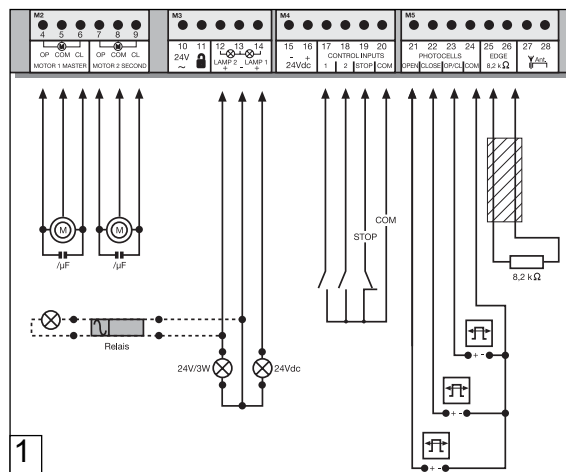 M2 M3 M4 M5
4 5 6 7 8 9 10 11 12 13 14 15 16 17 18 19 20 21 22 23 24 25 26 27 28
OP COM CL OP COM CL
M M
MOTOR 1 MASTER MOTOR 2 SECOND
24V
~
LAMP 2 LAMP 1
+ - +
- +
24Vdc
CONTROL INPUTS
1 2 STOP COM
PHOTOCELLS
OPEN CLOSE OP/CL COM
EDGE
8,2 k Ω
Ant.
COM
STOP
M M
/µF /µF
8,2 k Ω
Relais
24V/3W 24Vdc
+ -
+ -
+ -
1